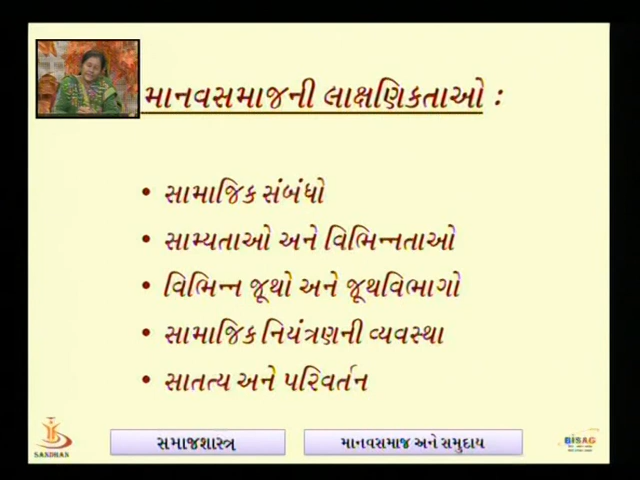 માનવસમાજની લાક્ષણિકતાઓ :
• સામાજિક સંબંધો
• સામ્યતાઓ અને વિભિન્નતાઓ
• વિભિન્ન જૂથો અને જૂથવિભાગો
• સામાજિક નિયંત્રણની વ્યવસ્થા
• સાતત્ય અને પરિવર્તન
SANDHAN
સમાજશાસ્ત્ર
માનવસમાજ અને સમુદાય
BISAG